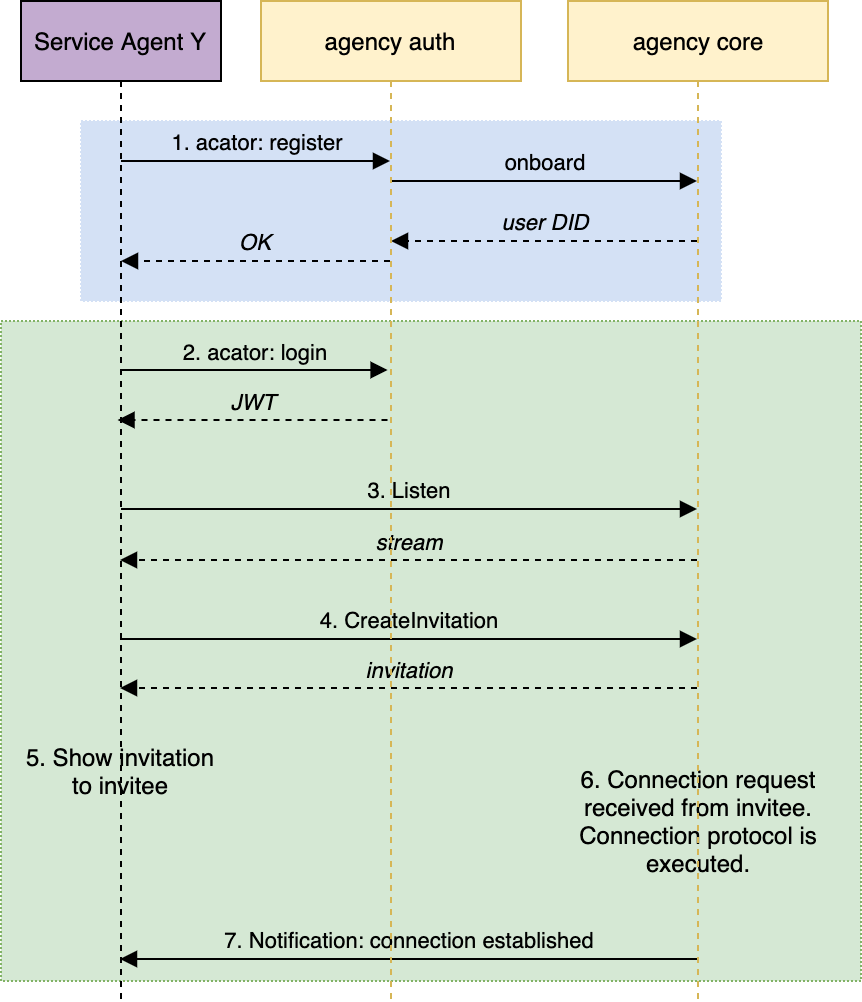 Service Agent Y
agency auth
agency core
1. acator: register
onboard
user DID
OK
2. acator: login
JWT
3. Listen
stream
4. CreateInvitation
invitation
5. Show invitation
to invitee
6. Connection request
received from invitee.
Connection protocol is
executed.
7. Notification: connection established